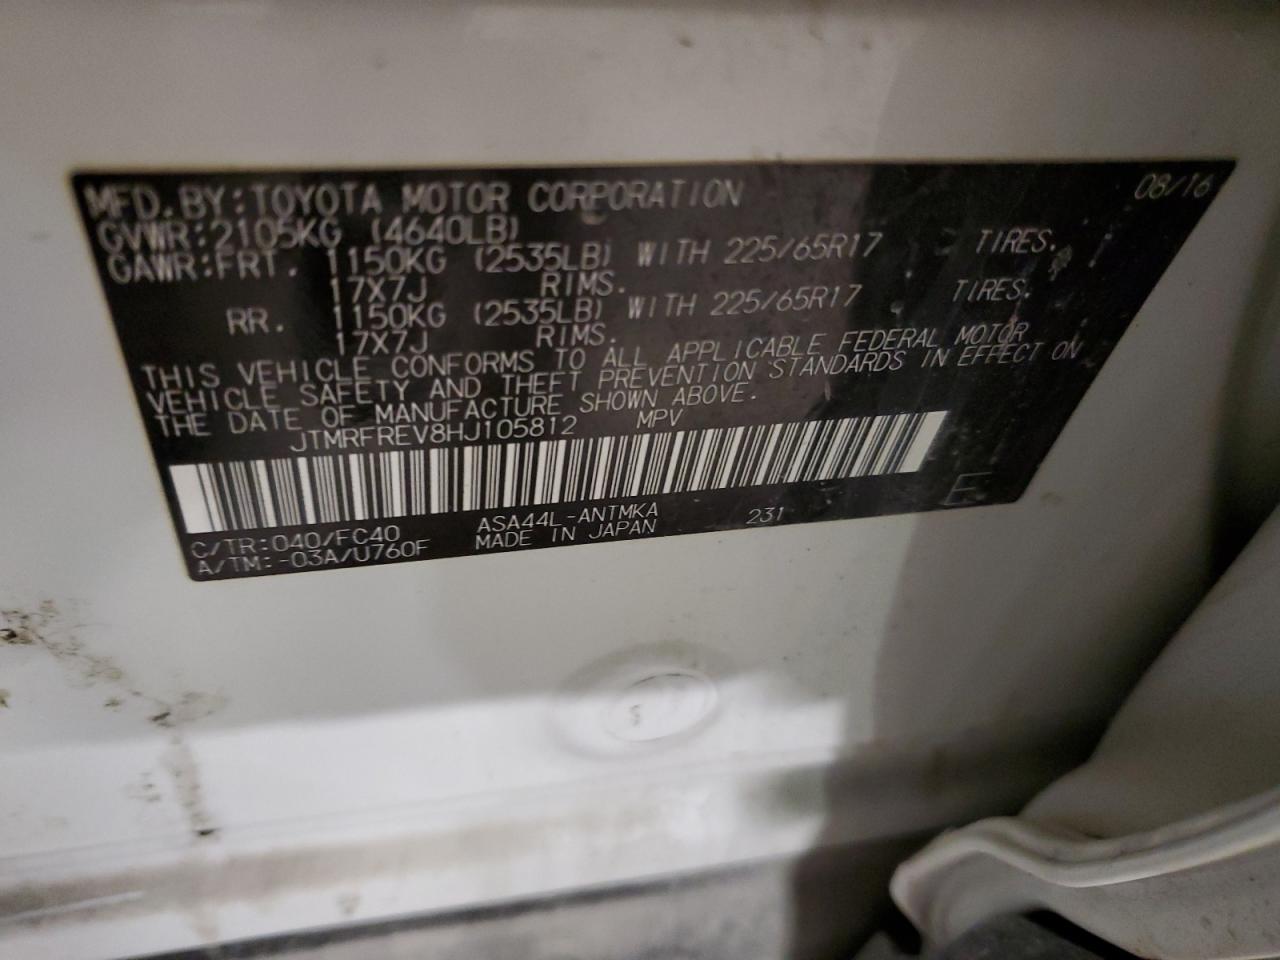 MFD. BY: TOYOTA MOTOR CORPORATION 08/16
GVWR: 2105KG (4640LB)
GAWR: FRT. 1150KG (2535LB) WITH 225/65R17 TIRES.
17X7J RIMS.
RR. 1150KG (2535LB) WITH 225/65R17 TIRES.
17X7J RIMS.
THIS VEHICLE CONFORMS TO ALL APPLICABLE FEDERAL MOTOR
VEHICLE SAFETY AND THEFT PREVENTION STANDARDS IN EFFECT ON
THE DATE OF MANUFACTURE SHOWN ABOVE.
JTMRFREV8HJ105812 MPV
C/TR: 040/FC40 ASA44L-ANTMKA 231
A/TM: -03A/U760F MADE IN JAPAN
E